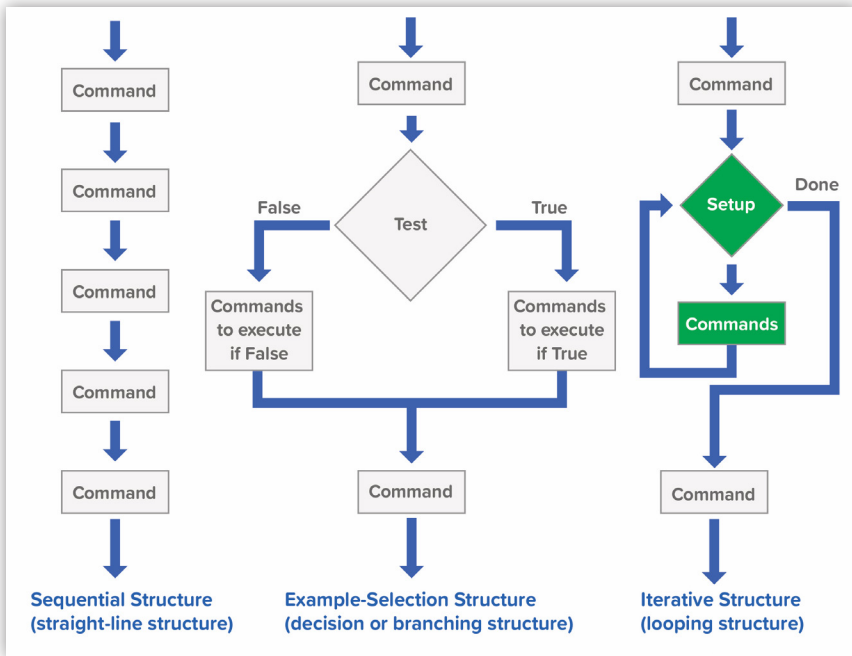 Command
Command
Command
Command
Command
Sequential Structure
(straight-line structure)
Command
Test
False
True
Commands
to execute
if False
Commands
to execute
if True
Command
Example-Selection Structure
(decision or branching structure)
Command
Setup
Done
Commands
Command
Iterative Structure
(looping structure)